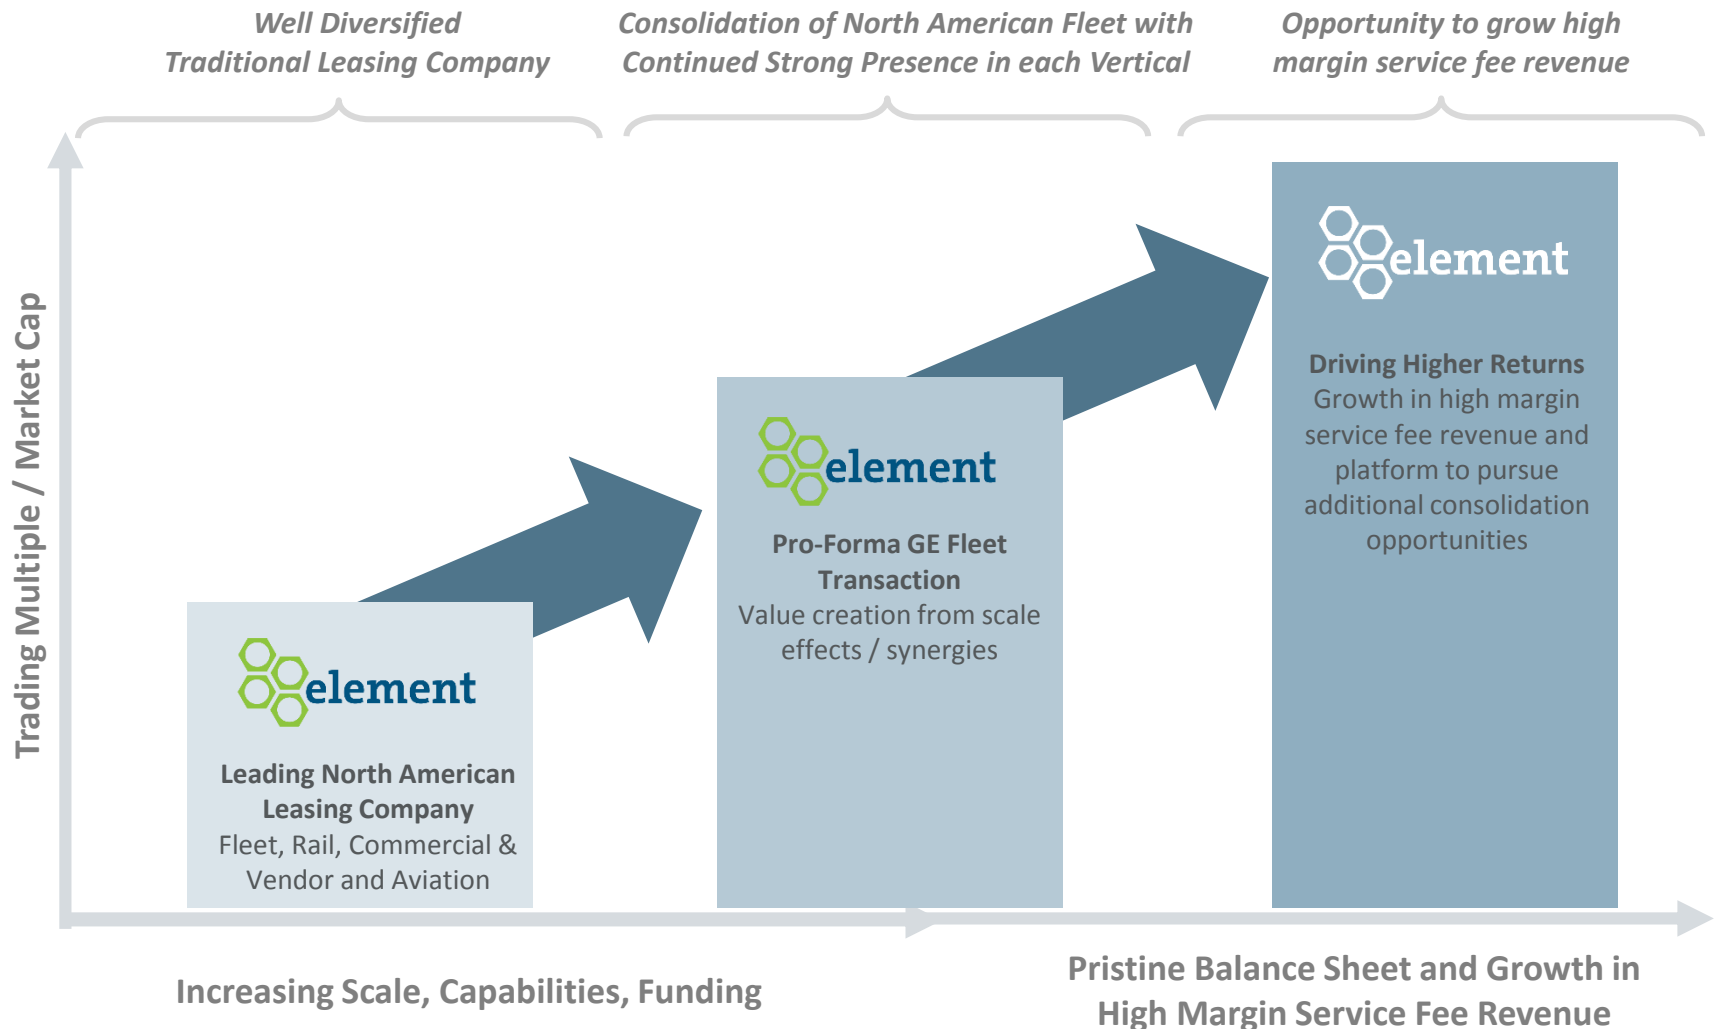 Well Diversified
Traditional Leasing Company
Consolidation of North American Fleet with
Continued Strong Presence in each Vertical
Opportunity to grow high
margin service fee revenue
Trading Multiple / Market Cap
element
Leading North American
Leasing Company
Fleet, Rail, Commercial &
Vendor and Aviation
element
Pro-Forma GE Fleet
Transaction
Value creation from scale
effects / synergies
element
Driving Higher Returns
Growth in high margin
service fee revenue and
platform to pursue
additional consolidation
opportunities
Increasing Scale, Capabilities, Funding
Pristine Balance Sheet and Growth in
High Margin Service Fee Revenue